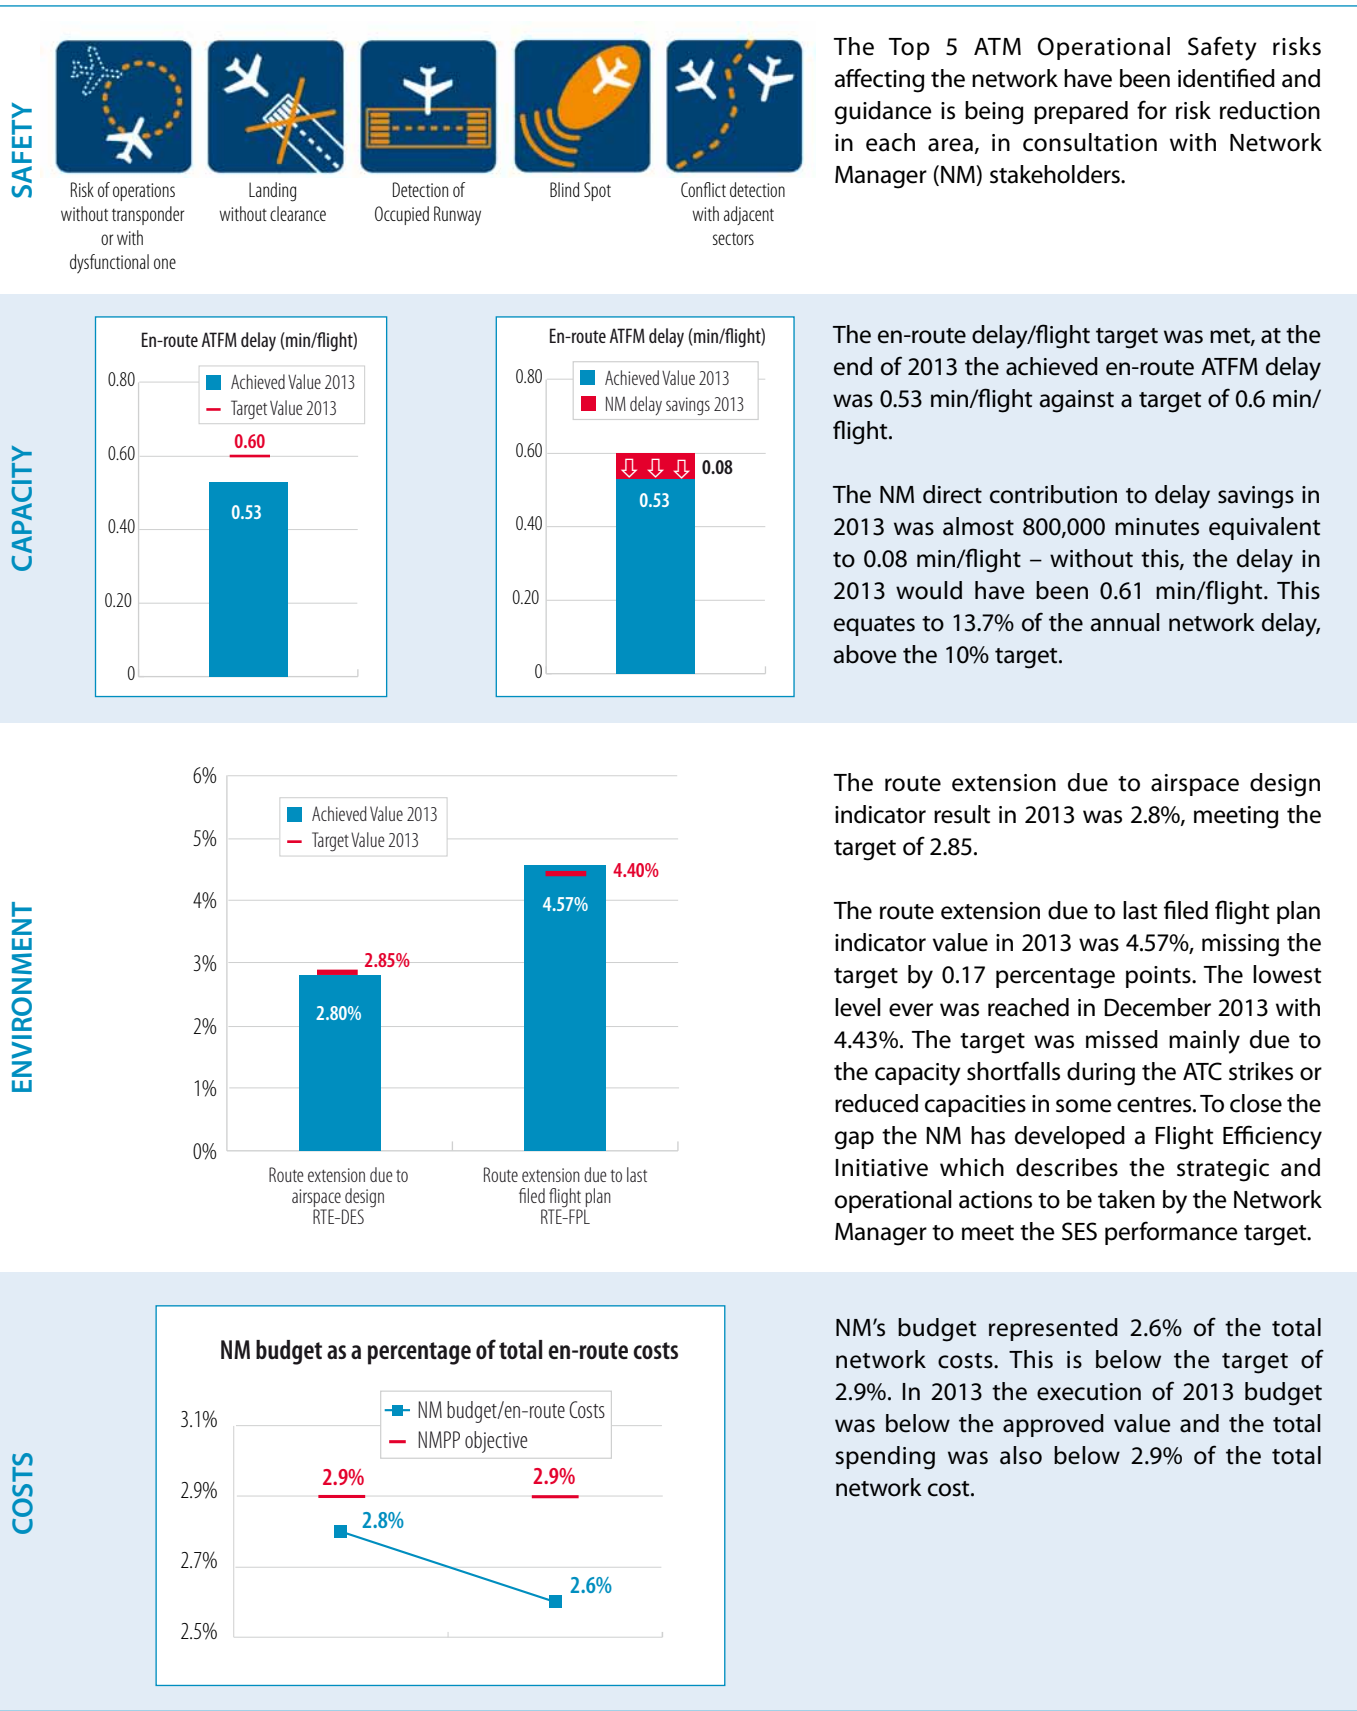 SAFETY
Risk of operations
without transponder
or with
dysfunctional one
Landing
without clearance
Detection of
Occupied Runway
Blind Spot
Conflict detection
with adjacent
sectors
The Top 5 ATM Operational Safety risks
affecting the network have been identified and
guidance is being prepared for risk reduction
in each area, in consultation with Network
Manager (NM) stakeholders.
CAPACITY
En-route ATFM delay (min/flight)
Achieved Value 2013
Target Value 2013
0.80
0.60
0.40
0.20
0
0.60
0.53
En-route ATFM delay (min/flight)
Achieved Value 2013
NM delay savings 2013
0.80
0.60
0.40
0.20
0
0.08
0.53
The en-route delay/flight target was met, at the
end of 2013 the achieved en-route ATFM delay
was 0.53 min/flight against a target of 0.6 min/
flight.
The NM direct contribution to delay savings in
2013 was almost 800,000 minutes equivalent
to 0.08 min/flight – without this, the delay in
2013 would have been 0.61 min/flight. This
equates to 13.7% of the annual network delay,
above the 10% target.
ENVIRONMENT
6%
5%
4%
3%
2%
1%
0%
Achieved Value 2013
Target Value 2013
2.85%
2.80%
4.40%
4.57%
Route extension due to
airspace design
RTE-DES
Route extension due to last
filed flight plan
RTE-FPL
The route extension due to airspace design
indicator result in 2013 was 2.8%, meeting the
target of 2.85.
The route extension due to last filed flight plan
indicator value in 2013 was 4.57%, missing the
target by 0.17 percentage points. The lowest
level ever was reached in December 2013 with
4.43%. The target was missed mainly due to
the capacity shortfalls during the ATC strikes or
reduced capacities in some centres. To close the
gap the NM has developed a Flight Efficiency
Initiative which describes the strategic and
operational actions to be taken by the Network
Manager to meet the SES performance target.
COSTS
NM budget as a percentage of total en-route costs
NM budget/en-route Costs
NMPP objective
3.1%
2.9%
2.7%
2.5%
2.9%
2.9%
2.8%
2.6%
NM's budget represented 2.6% of the total
network costs. This is below the target of
2.9%. In 2013 the execution of 2013 budget
was below the approved value and the total
spending was also below 2.9% of the total
network cost.